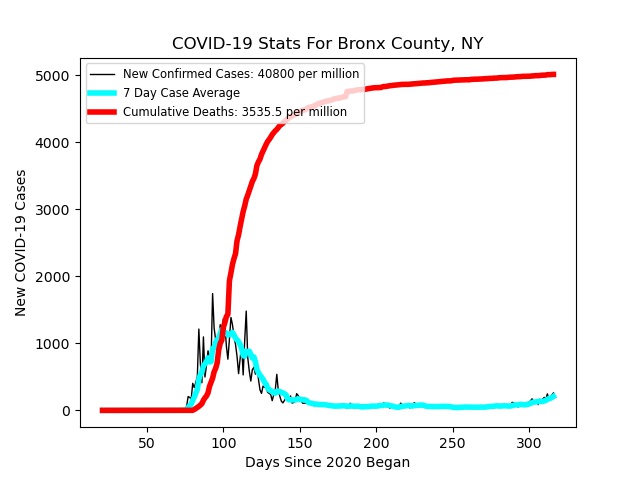 COVID-19 Stats For Bronx County, NY
New Confirmed Cases: 40800 per million
7 Day Case Average
Cumulative Deaths: 3535.5 per million
New COVID-19 Cases
5000
4000
3000
2000
1000
0
50 100 150 200 250 300
Days Since 2020 Began